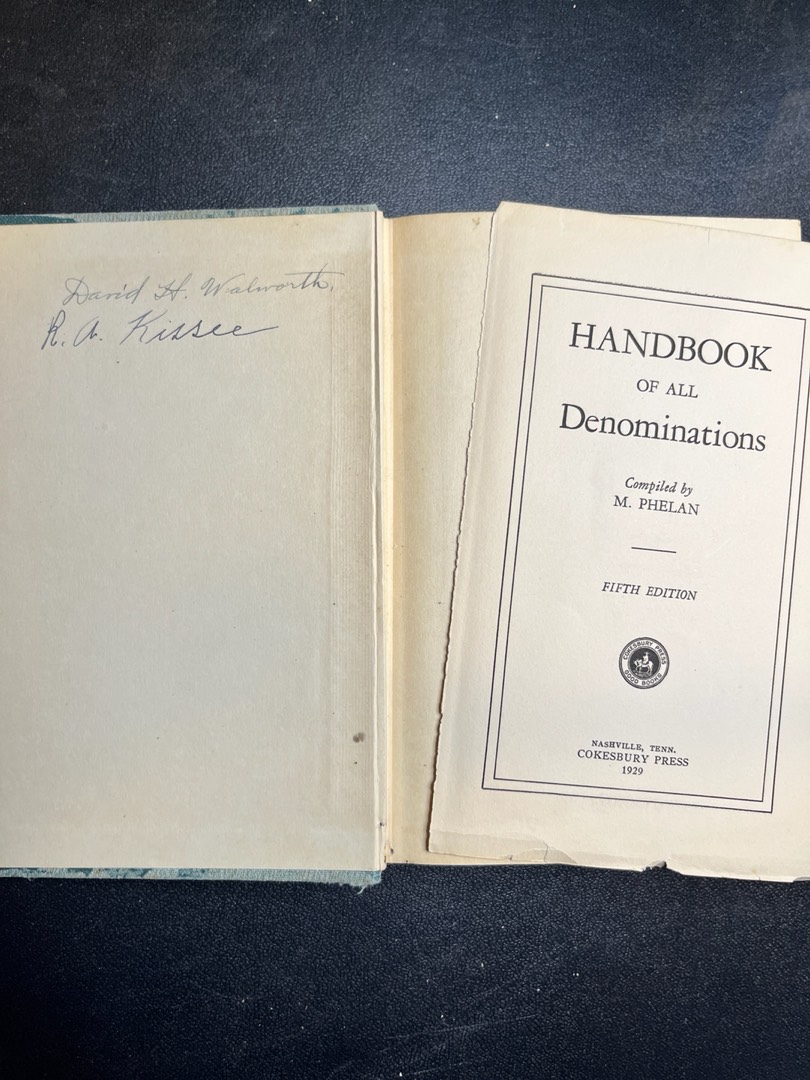 David H. Walworth.
R. A. Kissee
HANDBOOK
OF ALL
Denominations
Compiled by
M. PHELAN
FIFTH EDITION
COKESBURY PRESS
GOOD BOOKS
NASHVILLE, TENN.
COKESBURY PRESS
1929